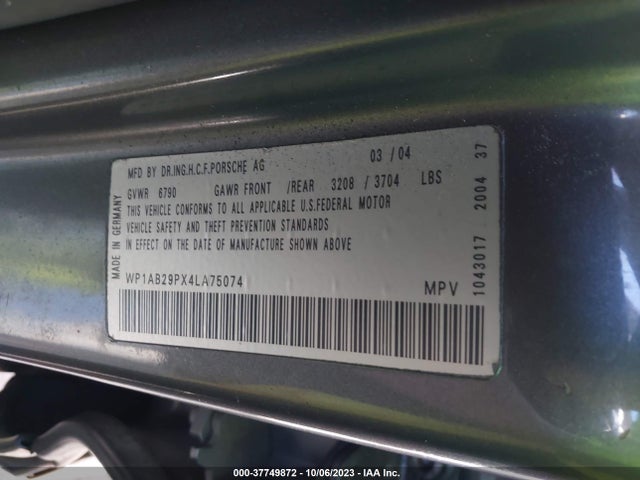 MFD BY DR.ING.H.C.F.PORSCHE AG 03 / 04
GVWR 6790 GAWR FRONT /REAR 3208 / 3704 LBS
THIS VEHICLE CONFORMS TO ALL APPLICABLE U.S.FEDERAL MOTOR
VEHICLE SAFETY AND THEFT PREVENTION STANDARDS
IN EFFECT ON THE DATE OF MANUFACTURE SHOWN ABOVE
WP1AB29PX4LA75074 MPV
MADE IN GERMANY
1043017 2004 37
000-37749872 | 10/06/2023 | IAA Inc.